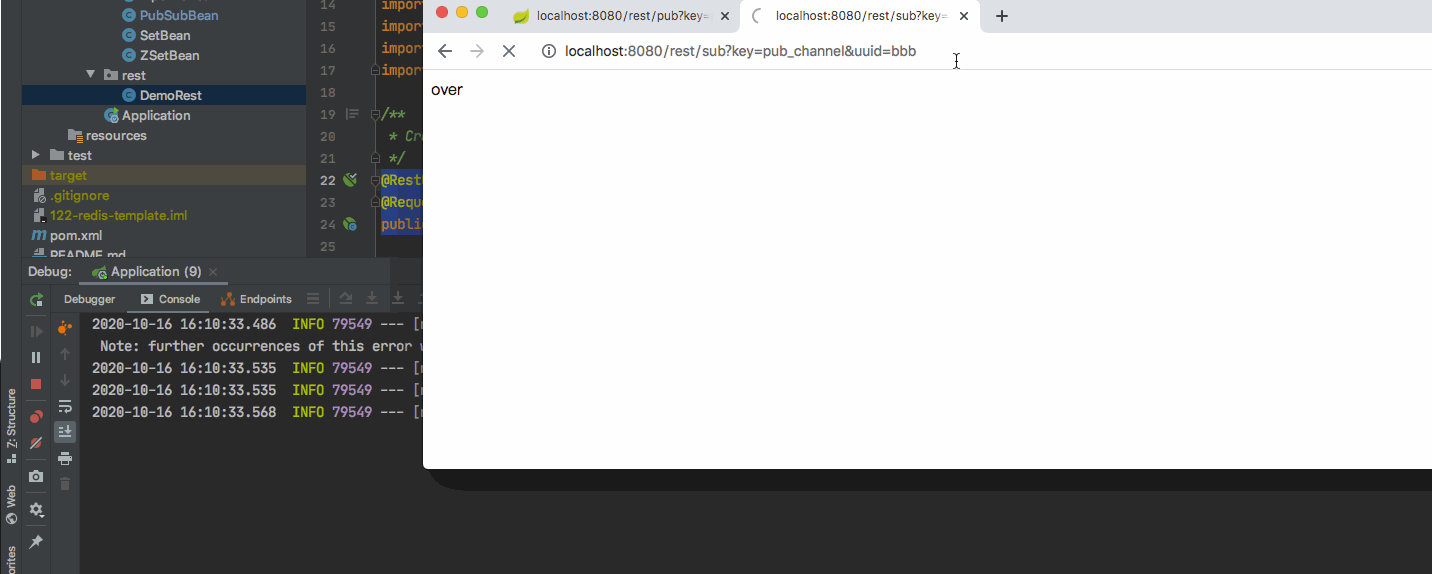 PubSubBean
SetBean
ZSetBean
rest
DemoRest
Application
resources
test
target
.gitignore
122-redis-template.iml
pom.xml
README.md
14
15 impor
16 impor
17 impor
18
19 /**
20 * Cr
21 */
22 @Rest
23 @Requ
24 publi
25
localhost:8080/rest/pub?key=
localhost:8080/rest/sub?key=
localhost:8080/rest/sub?key=pub_channel&uuid=bbb
over
Debug: Application (9)
Debugger Console Endpoints
2020-10-16 16:10:33.486 INFO 79549 --- [
Note: further occurrences of this error
2020-10-16 16:10:33.535 INFO 79549 --- [
2020-10-16 16:10:33.535 INFO 79549 --- [
2020-10-16 16:10:33.568 INFO 79549 --- [
Z: Structure
Web
orites